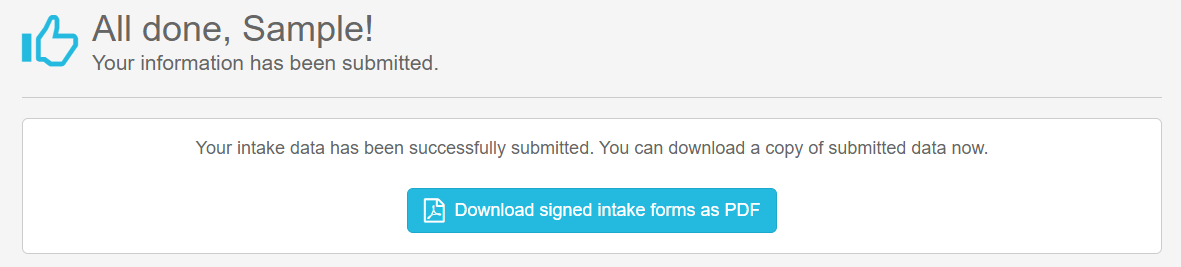 All done, Sample!
Your information has been submitted.
Your intake data has been successfully submitted. You can download a copy of submitted data now.
Download signed intake forms as PDF